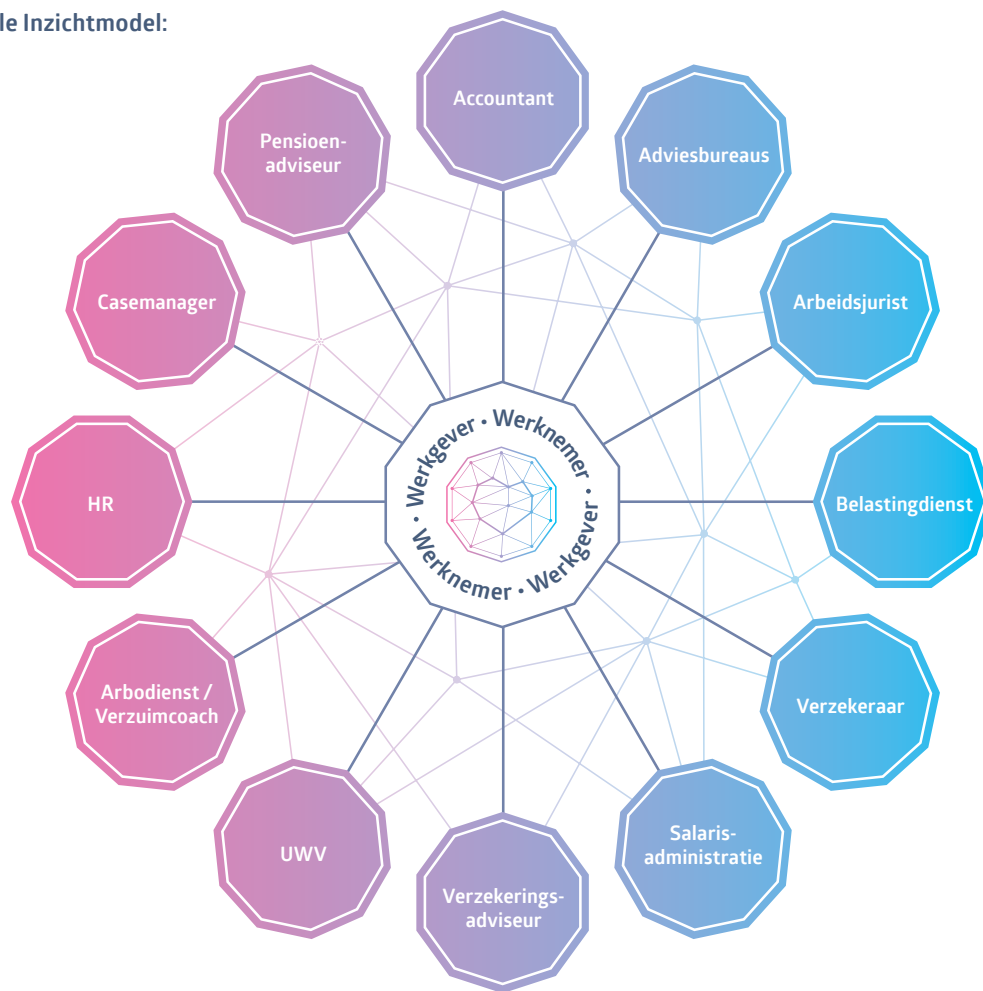 le Inzichtmodel:
Accountant
Adviesbureaus
Arbeidsjurist
Belastingdienst
Verzekeraar
Salaris-
administratie
Verzekerings-
adviseur
UWV
Arbodienst /
Verzuimcoach
HR
Casemanager
Pensioen-
adviseur
Werkgever • Werknemer • Werkgever • Werknemer •